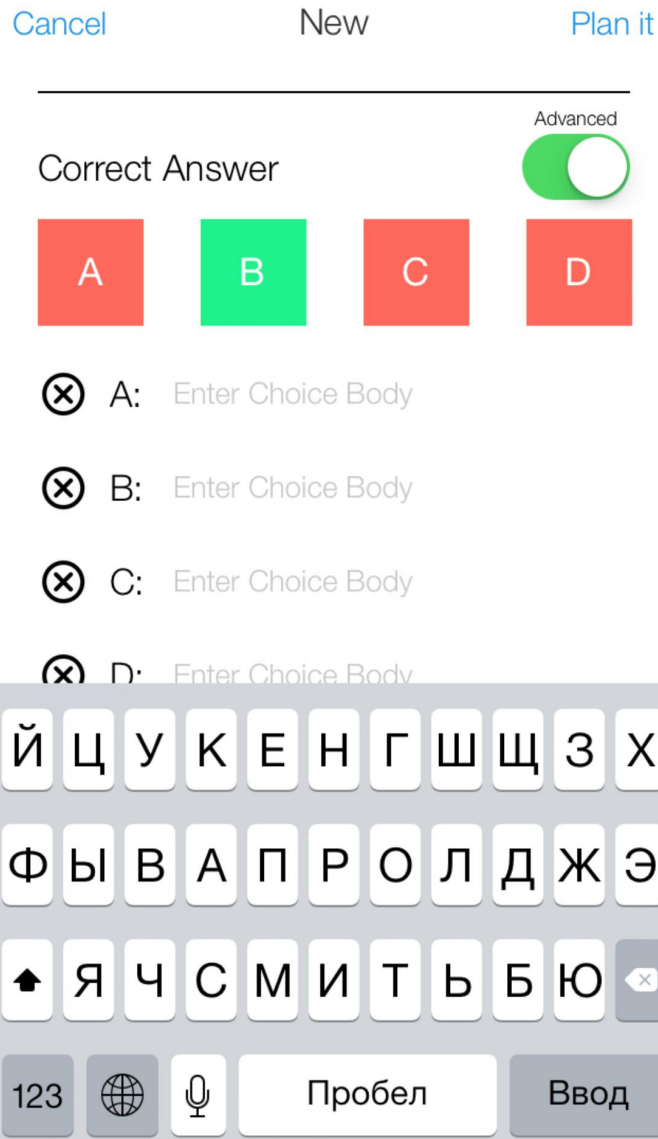 Cancel New Plan it
Advanced
Correct Answer
A B C D
A: Enter Choice Body
B: Enter Choice Body
C: Enter Choice Body
D: Enter Choice Body
Й Ц У К Е Н Г Ш Щ З Х
Ф Ы В А П Р О Л Д Ж Э
Я Ч С М И Т Ь Б Ю
123 Пробел Ввод